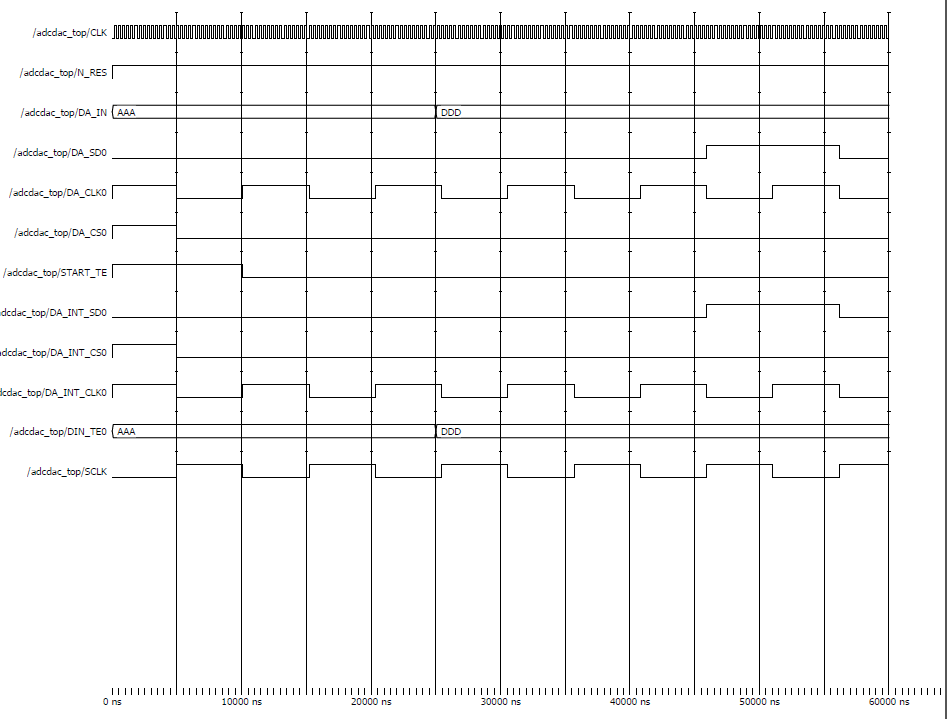 /adcdac_top/CLK
/adcdac_top/N_RES
/adcdac_top/DA_IN AAA DDD
/adcdac_top/DA_SD0
/adcdac_top/DA_CLK0
/adcdac_top/DA_CS0
/adcdac_top/START_TE
dcdac_top/DA_INT_SD0
dcdac_top/DA_INT_CS0
dcdac_top/DA_INT_CLK0
/adcdac_top/DIN_TE0 AAA DDD
/adcdac_top/SCLK
0 ns 10000 ns 20000 ns 30000 ns 40000 ns 50000 ns 60000 ns